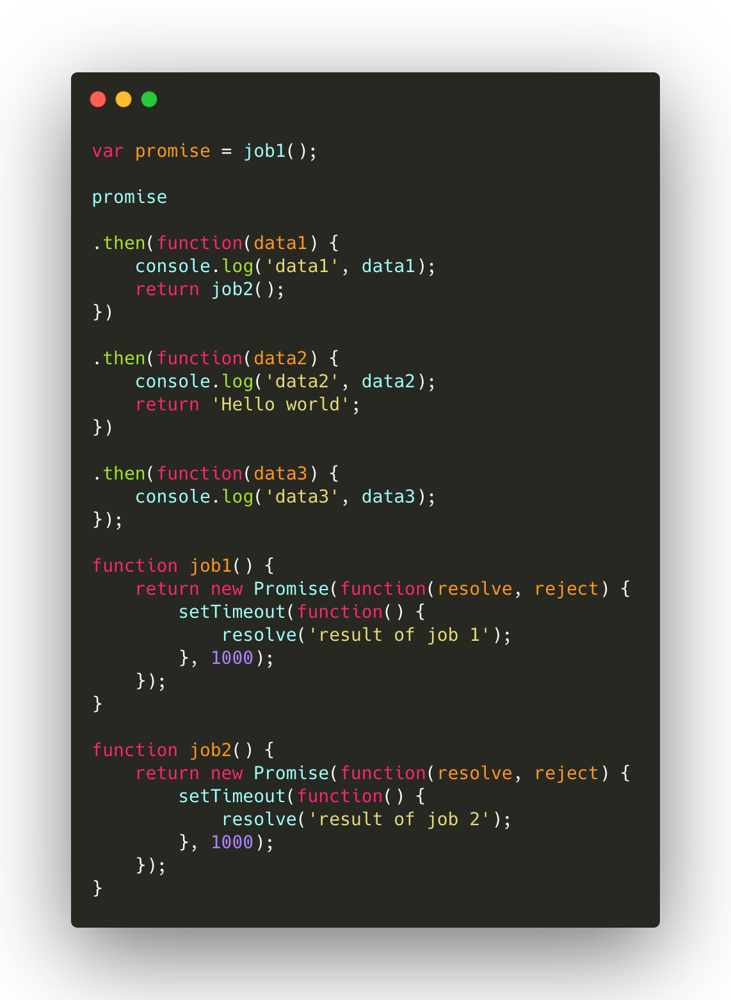 var promise = job1();

promise

.then(function(data1) {
    console.log('data1', data1);
    return job2();
})

.then(function(data2) {
    console.log('data2', data2);
    return 'Hello world';
})

.then(function(data3) {
    console.log('data3', data3);
});

function job1() {
    return new Promise(function(resolve, reject) {
        setTimeout(function() {
            resolve('result of job 1');
        }, 1000);
    });
}

function job2() {
    return new Promise(function(resolve, reject) {
        setTimeout(function() {
            resolve('result of job 2');
        }, 1000);
    });
}